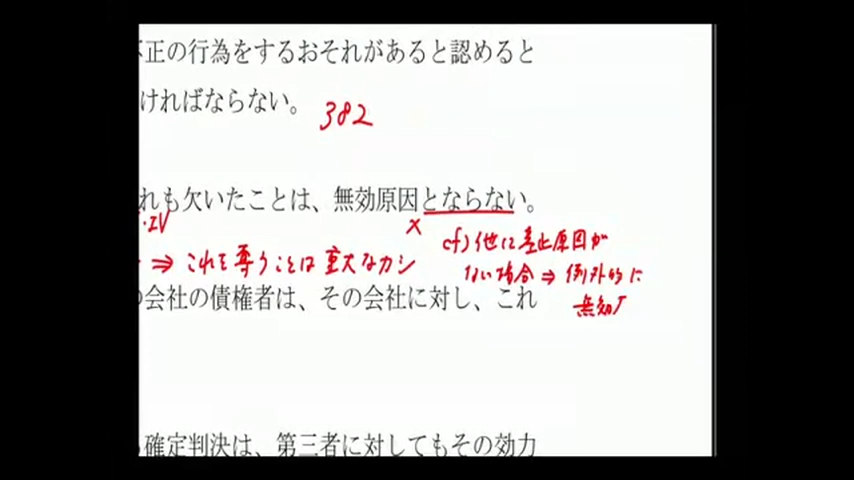 不正の行為をするおそれがあると認めると
ければならない。 382
れも欠いたことは、無効原因とならない。
・IV × cf)他に差止原因が
⇒ これを奪うことは重大なカシ ない場合 ⇒ 例外的に
の会社の債権者は、その会社に対し、これ 無効
確定判決は、第三者に対してもその効力